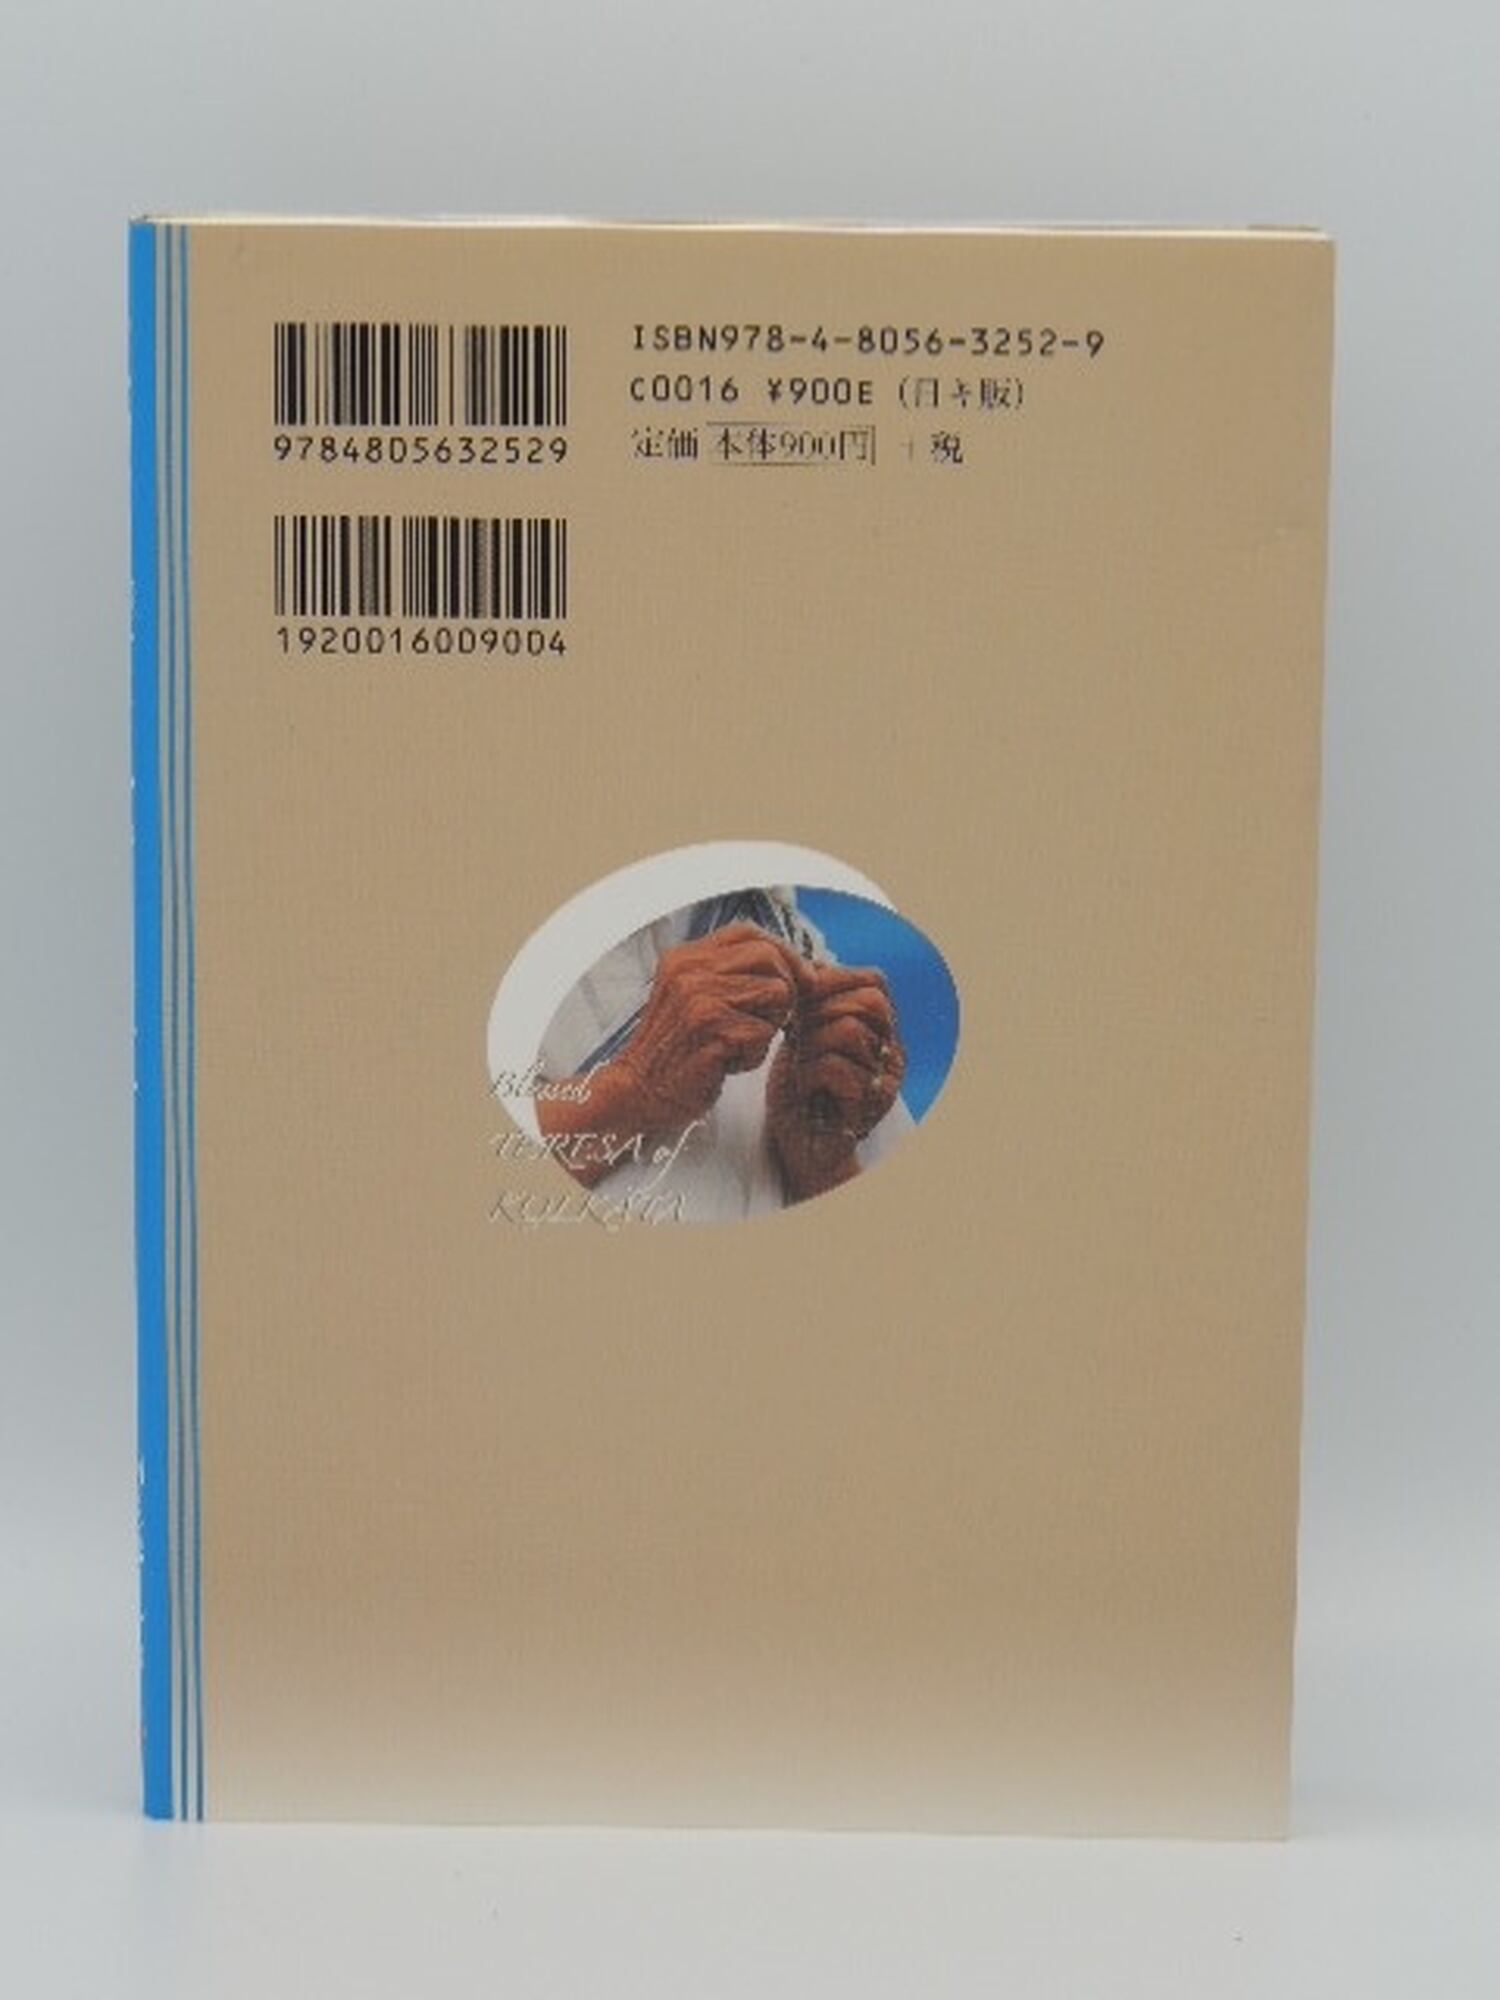 ISBN978-4-8056-3252-9
C0016 ¥900E (日キ販)
定価 本体900円 +税
9784805632529
1920016009004
Blessed
TERESA of
KOLKATA